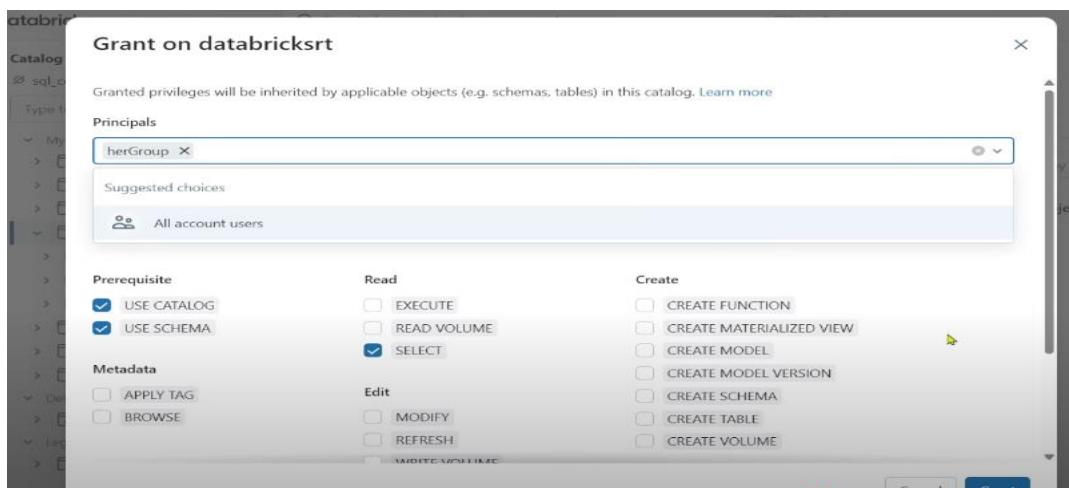 atabric
Grant on databricksrt
Catalog
Granted privileges will be inherited by applicable objects (e.g. schemas, tables) in this catalog. Learn more
Principals
herGroup
Suggested choices
All account users
Prerequisite Read Create
USE CATALOG EXECUTE CREATE FUNCTION
USE SCHEMA READ VOLUME CREATE MATERIALIZED VIEW
SELECT CREATE MODEL
Metadata CREATE MODEL VERSION
APPLY TAG Edit CREATE SCHEMA
BROWSE MODIFY CREATE TABLE
REFRESH CREATE VOLUME
WRITE VOLUME